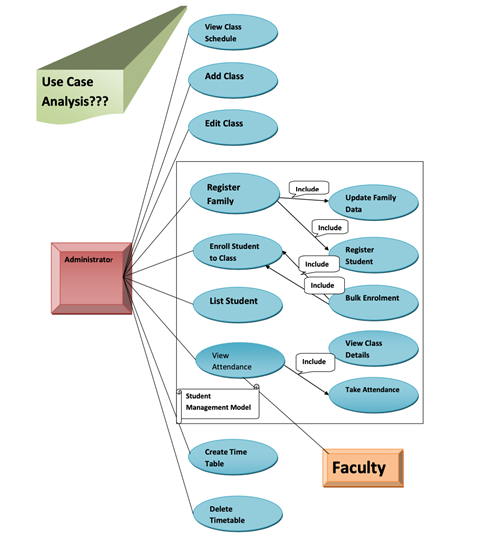 View Class
Schedule
Use Case
Analysis???
Add Class
Edit Class
Register
Family
Include
Update Family
Data
Include
Enroll Student
to Class
Register
Student
Include
Administrator
Include
Bulk Enrolment
List Student
View
Attendance
Include
View Class
Details
Take Attendance
Student
Management Model
Create Time
Table
Faculty
Delete
Timetable